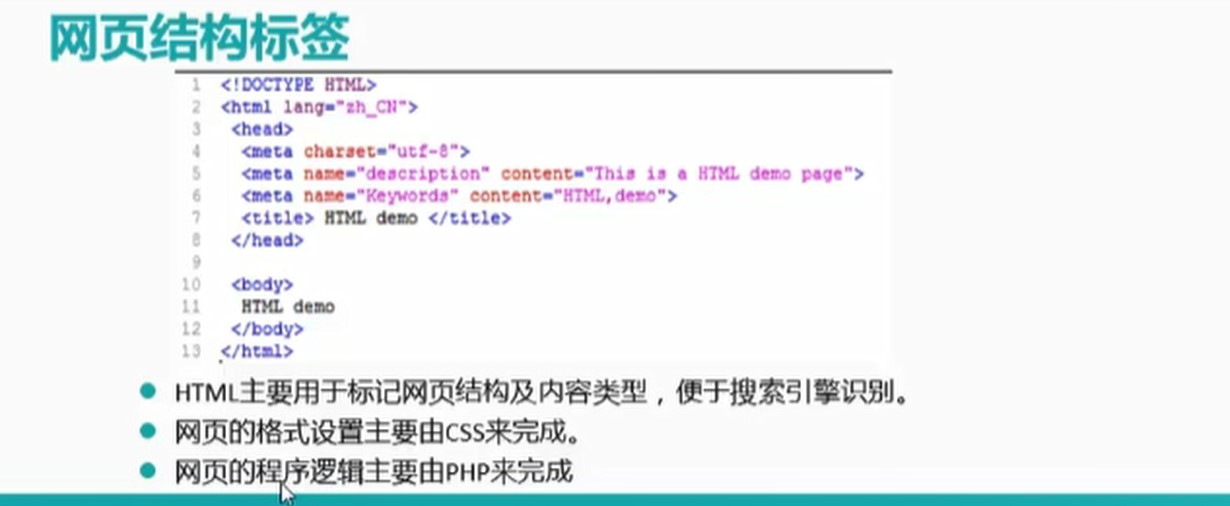 网页结构标签
1 <!DOCTYPE HTML>
2 <html lang="zh_CN">
3 <head>
4 <meta charset="utf-8">
5 <meta name="description" content="This is a HTML demo page">
6 <meta name="Keywords" content="HTML,demo">
7 <title> HTML demo </title>
8 </head>
9
10 <body>
11 HTML demo
12 </body>
13 </html>
HTML主要用于标记网页结构及内容类型，便于搜索引擎识别。
网页的格式设置主要由CSS来完成。
网页的程序逻辑主要由PHP来完成